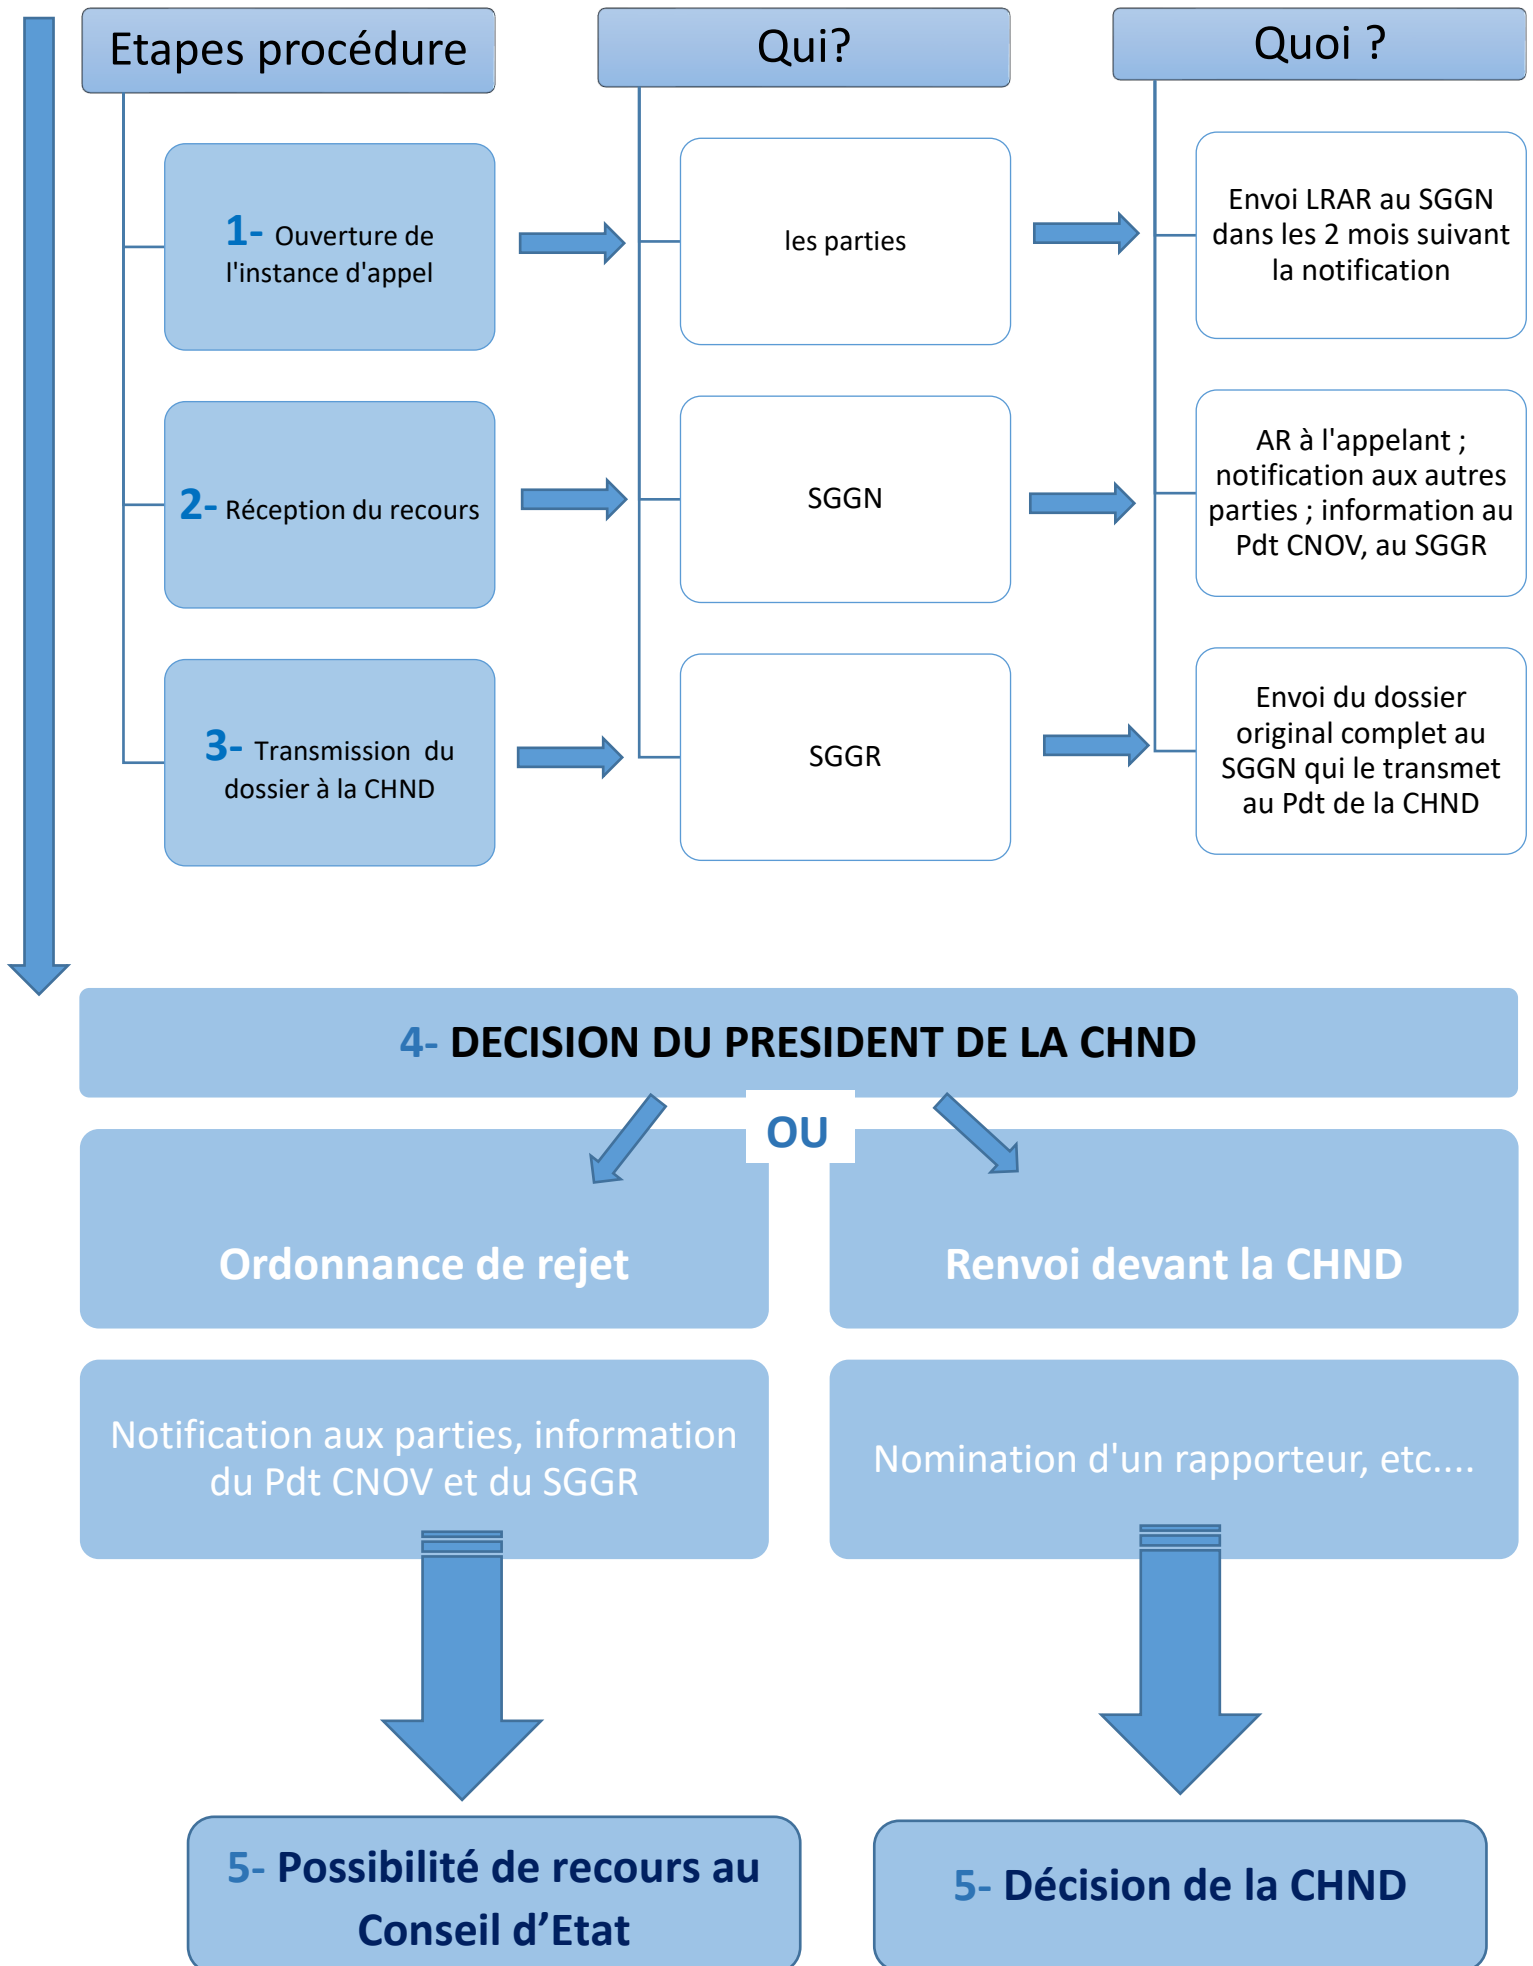 Etapes procédure
Qui?
Quoi ?
1- Ouverture de
l'instance d'appel
les parties
Envoi LRAR au SGGN
dans les 2 mois suivant
la notification
2- Réception du recours
SGGN
AR à l'appelant ;
notification aux autres
parties ; information au
Pdt CNOV, au SGGR
3- Transmission du
dossier à la CHND
SGGR
Envoi du dossier
original complet au
SGGN qui le transmet
au Pdt de la CHND
4- DECISION DU PRESIDENT DE LA CHND
OU
Ordonnance de rejet
Renvoi devant la CHND
Notification aux parties, information
du Pdt CNOV et du SGGR
Nomination d'un rapporteur, etc....
5- Possibilité de recours au
Conseil d’Etat
5- Décision de la CHND